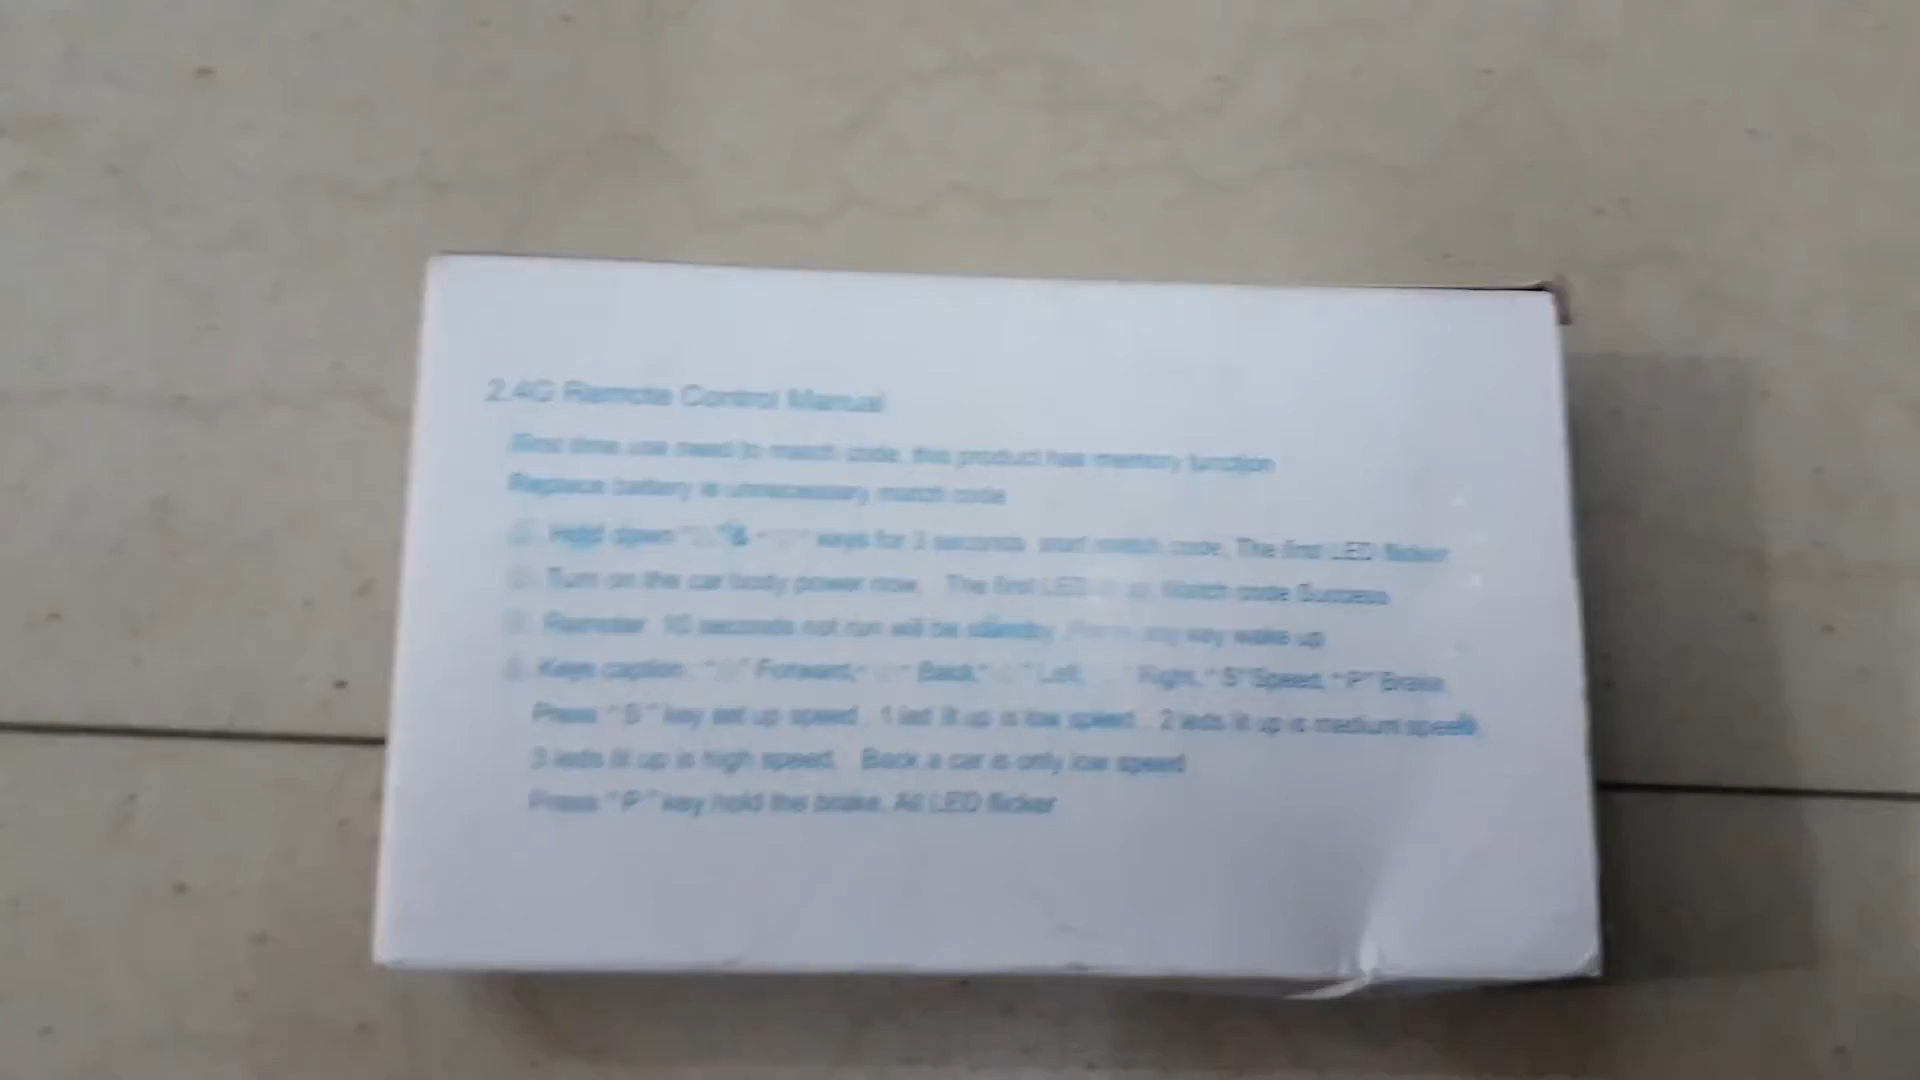 2.4G Remote Control Manual
First time use need to match code, this product has memory function
Replace battery is unnecessary match code
Hold down " " & " " keys for 3 seconds start match code, The first LED flicker
Turn on the car body power now. The first LED Match code Success
Remoter 10 seconds not run will be standby any key wake up
Keys caption: " " Forward, " " Back, " " Left, " " Right, "S" Speed, "P" Brake
Press "S" key set up speed, 1 led lit up is low speed, 2 leds lit up is medium speed,
3 leds lit up is high speed. Back a car is only low speed
Press "P" key hold the brake, All LED flicker